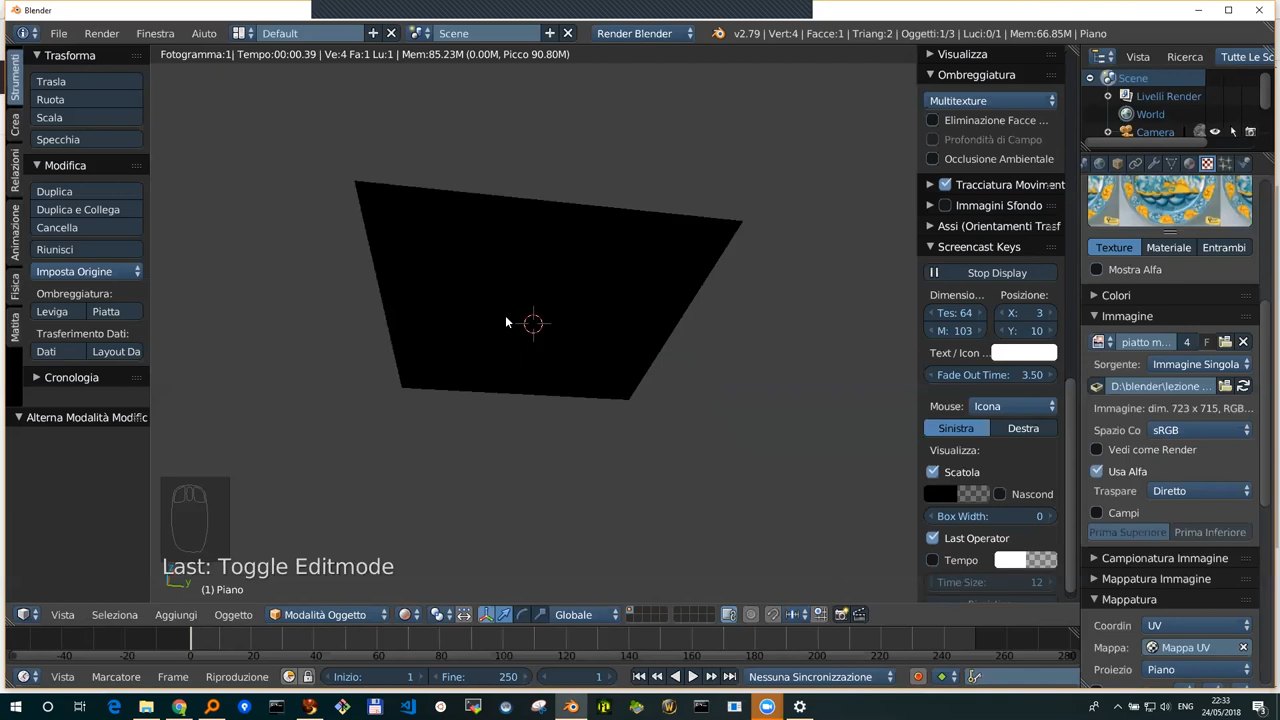 Blender
File Render Finestra Aiuto Default Scene Render Blender v2.79 | Vert:4 | Facce:1 | Triang:2 | Oggetti:1/3 | Luci:0/1 | Mem:66.85M | Piano
Trasforma
Fotogramma:1| Tempo:00:00.39 | Ve:4 Fa:1 Lu:1 | Mem:85.23M (0.00M, Picco 90.80M)
Strumenti
Crea
Relazioni
Animazione
Fisica
Matita
Trasla
Ruota
Scala
Specchia
Modifica
Duplica
Duplica e Collega
Cancella
Riunisci
Imposta Origine
Ombreggiatura:
Leviga Piatta
Trasferimento Dati:
Dati Layout Da
Cronologia
Alterna Modalità Modific
Last: Toggle Editmode
(1) Piano
Visualizza
Ombreggiatura
Multitexture
Eliminazione Facce ...
Profondità di Campo
Occlusione Ambientale
Tracciatura Moviment
Immagini Sfondo
Assi (Orientamenti Trasf
Screencast Keys
Stop Display
Dimensio... Posizione:
Tes: 64 X: 3
M: 103 Y: 10
Text / Icon ...
Fade Out Time: 3.50
Mouse: Icona
Sinistra Destra
Visualizza:
Scatola
Nascond
Box Width: 0
Last Operator
Tempo
Time Size: 12
Vista Ricerca Tutte Le Sc
Scene
Livelli Render
World
Camera
Texture Materiale Entrambi
Mostra Alfa
Colori
Immagine
piatto m... 4 F
Sorgente: Immagine Singola
D:\blender\lezione ...
Immagine: dim. 723 x 715, RGB...
Spazio Co sRGB
Vedi come Render
Usa Alfa
Traspare Diretto
Campi
Prima Superiore Prima Inferiore
Campionatura Immagine
Mappatura Immagine
Mappatura
Coordin UV
Mappa: Mappa UV
Proiezio Piano
Vista Seleziona Aggiungi Oggetto Modalità Oggetto Globale
-40 -20 0 20 40 60 80 100 120 140 160 180 200 220 240 260 280
Vista Marcatore Frame Riproduzione Inizio: 1 Fine: 250 1 Nessuna Sincronizzazione
ENG
22:33
24/05/2018